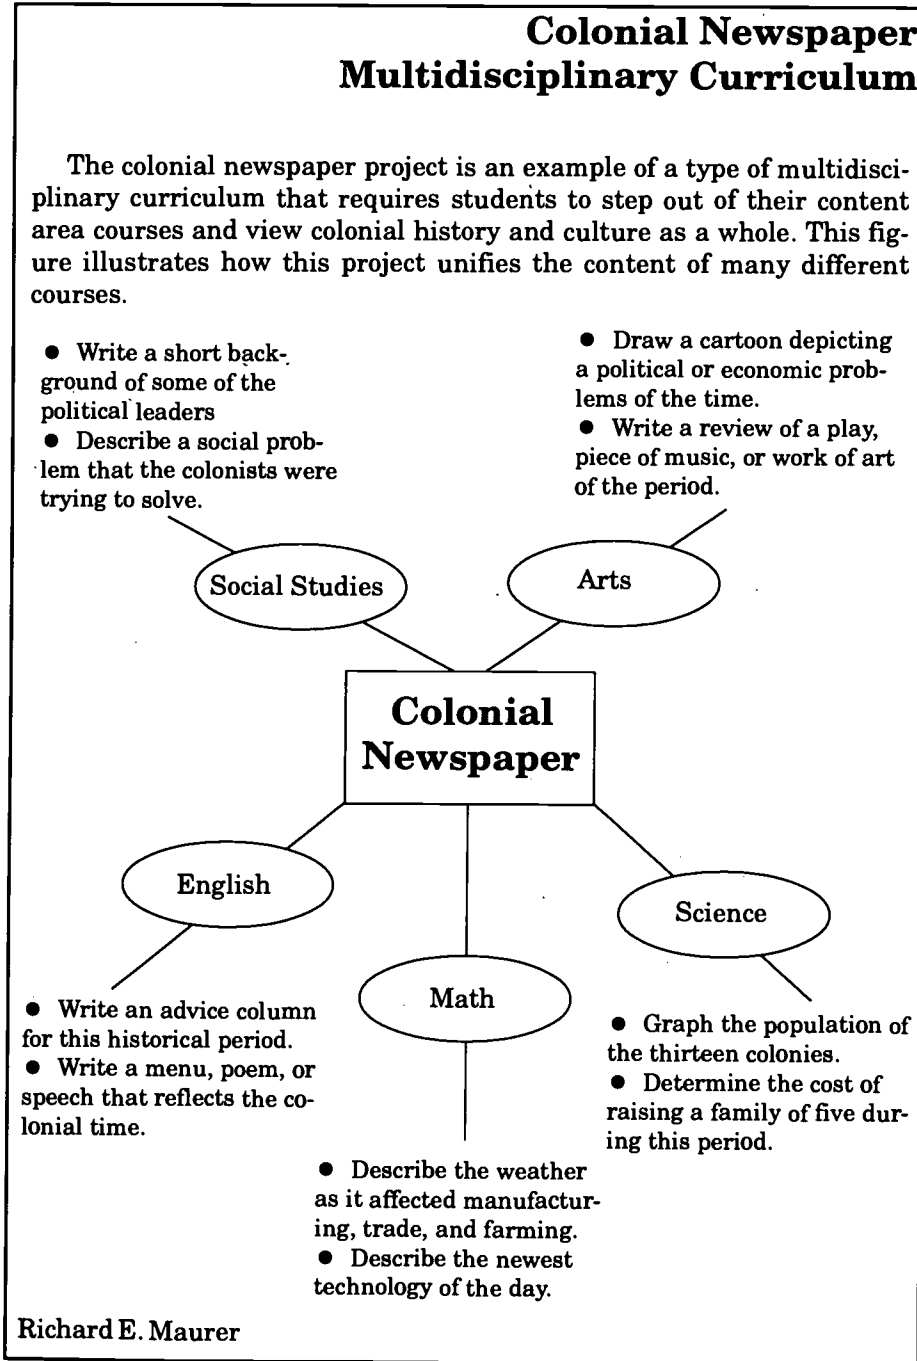 Colonial Newspaper
Multidisciplinary Curriculum
The colonial newspaper project is an example of a type of multidisci-
plinary curriculum that requires students to step out of their content
area courses and view colonial history and culture as a whole. This fig-
ure illustrates how this project unifies the content of many different
courses.
● Write a short back-
ground of some of the
political leaders
● Describe a social prob-
lem that the colonists were
trying to solve.
● Draw a cartoon depicting
a political or economic prob-
lems of the time.
● Write a review of a play,
piece of music, or work of art
of the period.
Social Studies
Arts
Colonial
Newspaper
English
Science
Math
● Write an advice column
for this historical period.
● Write a menu, poem, or
speech that reflects the co-
lonial time.
● Graph the population of
the thirteen colonies.
● Determine the cost of
raising a family of five dur-
ing this period.
● Describe the weather
as it affected manufactur-
ing, trade, and farming.
● Describe the newest
technology of the day.
Richard E. Maurer